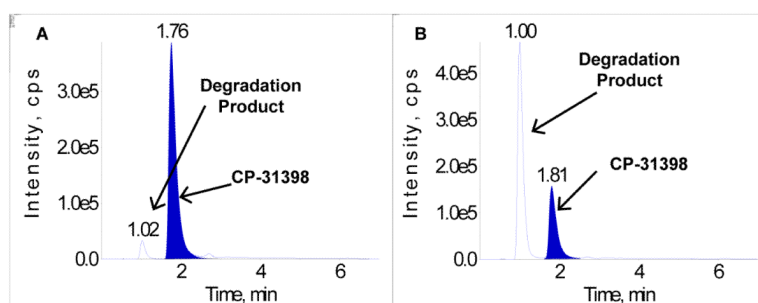 A
1.76
Degradation
Product
CP-31398
1.02
Intensity, cps
3.0e5
2.0e5
1.0e5
0.0
2
4
6
Time, min
B
1.00
Degradation
Product
CP-31398
1.81
Intensity, cps
4.0e5
3.0e5
2.0e5
1.0e5
0.0
2
4
6
Time, min